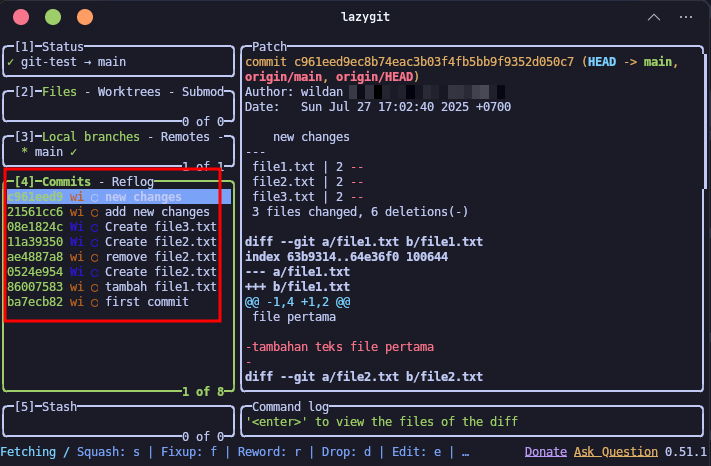 lazygit
[1]-Status
✓ git-test → main
[2]-Files - Worktrees - Submod
0 of 0
[3]-Local branches - Remotes -
* main ✓
1 of 1
[4]-Commits - Reflog
c961eed9 wi ○ new changes
21561cc6 wi ○ add new changes
08e1824c Wi ○ Create file3.txt
11a39350 Wi ○ Create file2.txt
ae4887a8 wi ○ remove file2.txt
0524e954 Wi ○ Create file2.txt
86007583 wi ○ tambah file1.txt
ba7ecb82 wi ○ first commit
1 of 8
[5]-Stash
0 of 0
Patch
commit c961eed9ec8b74eac3b03f4fb5bb9f9352d050c7 (HEAD -> main,
origin/main, origin/HEAD)
Author: wildan
Date:   Sun Jul 27 17:02:40 2025 +0700
new changes
---
file1.txt | 2 --
file2.txt | 2 --
file3.txt | 2 --
3 files changed, 6 deletions(-)
diff --git a/file1.txt b/file1.txt
index 63b9314..64e36f0 100644
--- a/file1.txt
+++ b/file1.txt
@@ -1,4 +1,2 @@
file pertama
-tambahan teks file pertama
-
diff --git a/file2.txt b/file2.txt
Command log
'<enter>' to view the files of the diff
Fetching / Squash: s | Fixup: f | Reword: r | Drop: d | Edit: e | … Donate Ask Question 0.51.1